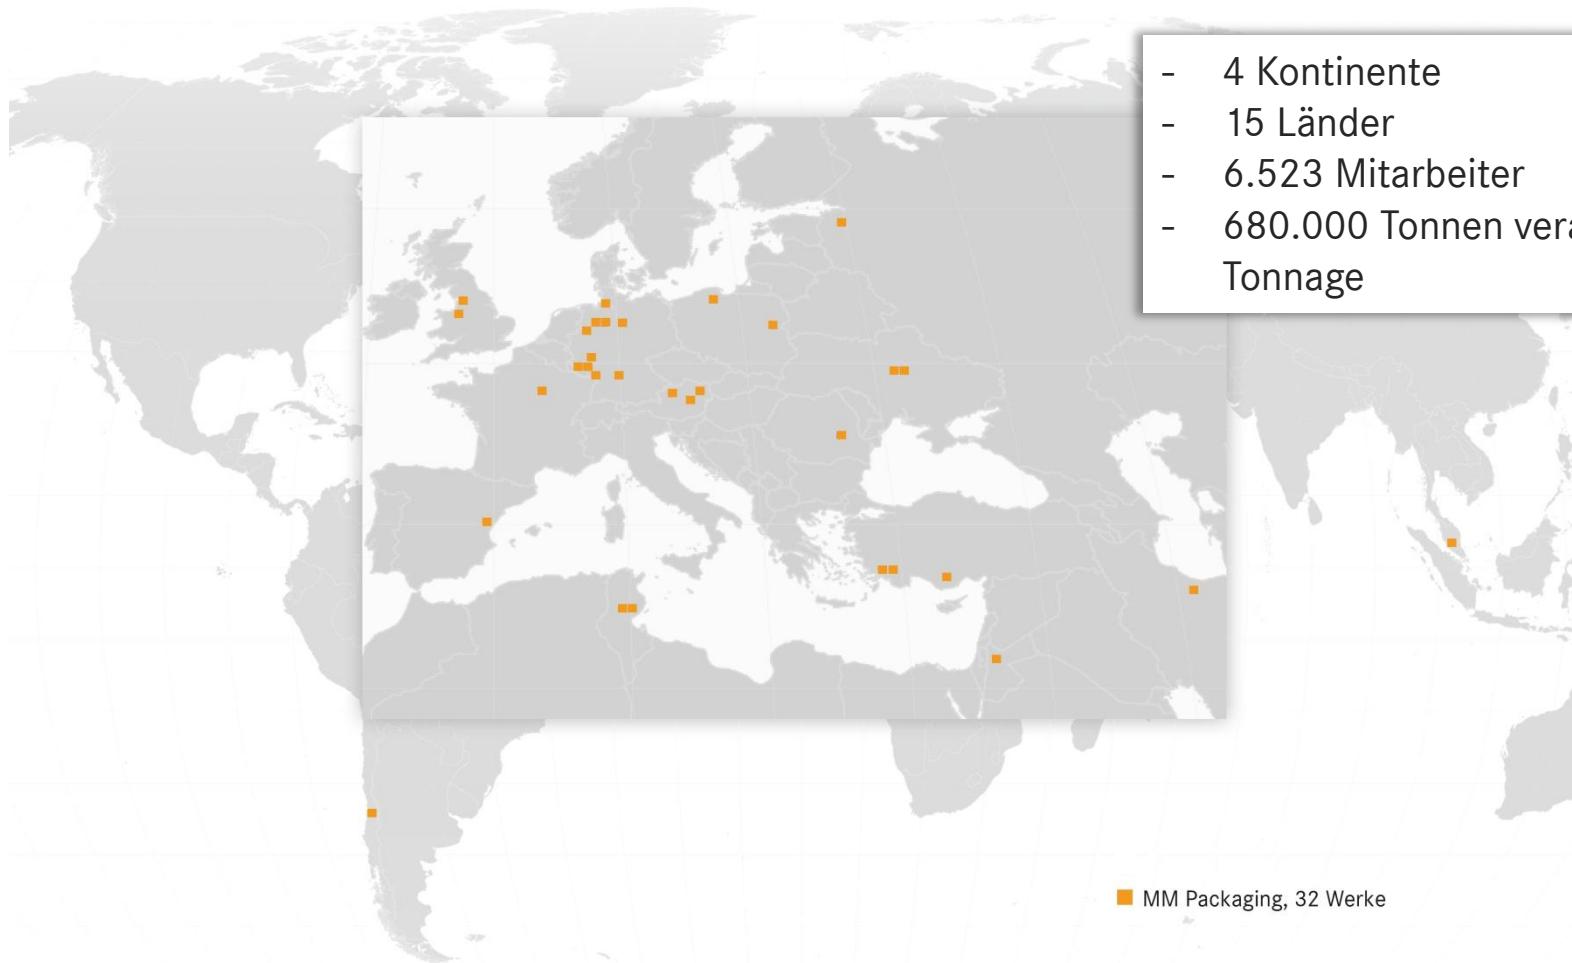 - 4 Kontinente
- 15 Länder
- 6.523 Mitarbeiter
- 680.000 Tonnen
Tonnage
MM Packaging, 32 Werke